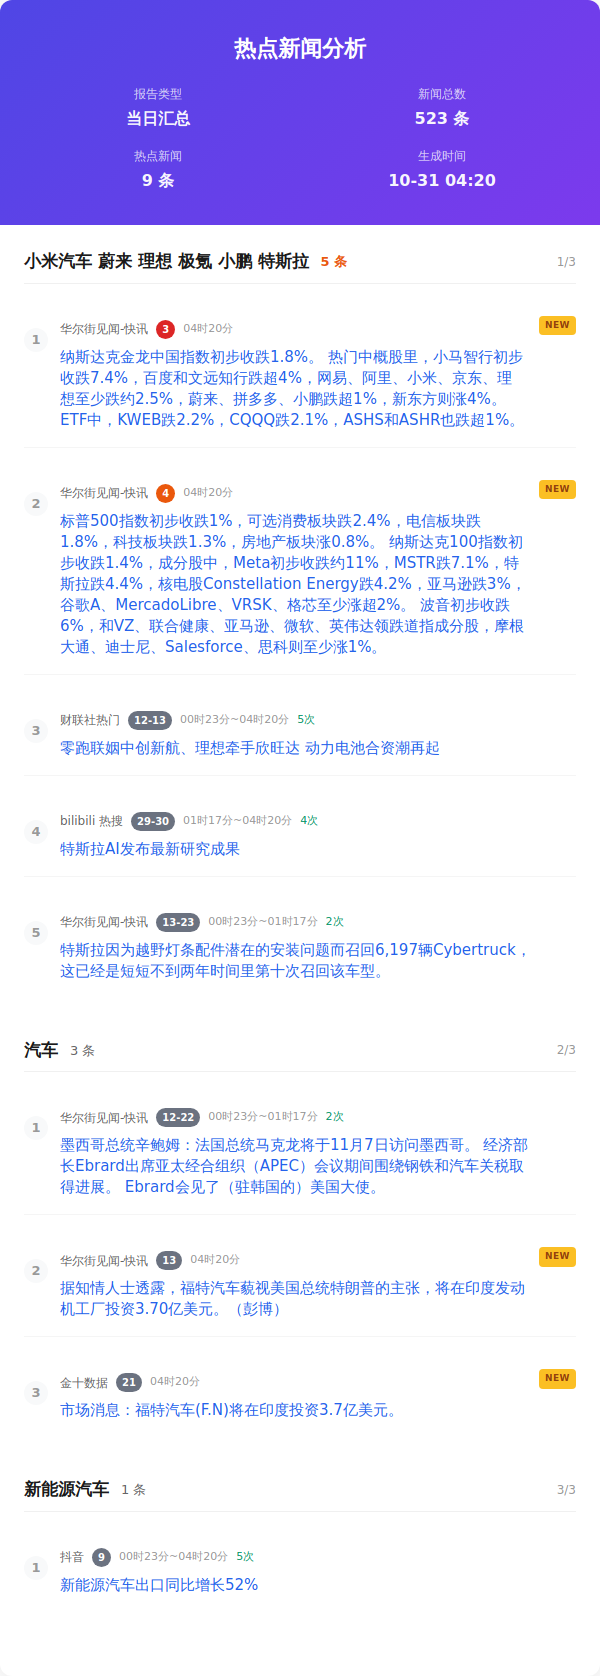 热点新闻分析
报告类型
新闻总数
当日汇总
523 条
热点新闻
生成时间
9 条
10-31 04:20
小米汽车 蔚来 理想 极氪 小鹏 特斯拉 5 条 1/3
1 华尔街见闻-快讯 3 04时20分 NEW
纳斯达克金龙中国指数初步收跌1.8%。 热门中概股里，小马智行初步
收跌7.4%，百度和文远知行跌超4%，网易、阿里、小米、京东、理
想至少跌约2.5%，蔚来、拼多多、小鹏跌超1%，新东方则涨4%。
ETF中，KWEB跌2.2%，CQQQ跌2.1%，ASHS和ASHR也跌超1%。
2 华尔街见闻-快讯 4 04时20分 NEW
标普500指数初步收跌1%，可选消费板块跌2.4%，电信板块跌
1.8%，科技板块跌1.3%，房地产板块涨0.8%。 纳斯达克100指数初
步收跌1.4%，成分股中，Meta初步收跌约11%，MSTR跌7.1%，特
斯拉跌4.4%，核电股Constellation Energy跌4.2%，亚马逊跌3%，
谷歌A、MercadoLibre、VRSK、格芯至少涨超2%。 波音初步收跌
6%，和VZ、联合健康、亚马逊、微软、英伟达领跌道指成分股，摩根
大通、迪士尼、Salesforce、思科则至少涨1%。
3 财联社热门 12-13 00时23分~04时20分 5次
零跑联姻中创新航、理想牵手欣旺达 动力电池合资潮再起
4 bilibili 热搜 29-30 01时17分~04时20分 4次
特斯拉AI发布最新研究成果
5 华尔街见闻-快讯 13-23 00时23分~01时17分 2次
特斯拉因为越野灯条配件潜在的安装问题而召回6,197辆Cybertruck，
这已经是短短不到两年时间里第十次召回该车型。
汽车 3 条 2/3
1 华尔街见闻-快讯 12-22 00时23分~01时17分 2次
墨西哥总统辛鲍姆：法国总统马克龙将于11月7日访问墨西哥。 经济部
长Ebrard出席亚太经合组织（APEC）会议期间围绕钢铁和汽车关税取
得进展。 Ebrard会见了（驻韩国的）美国大使。
2 华尔街见闻-快讯 13 04时20分 NEW
据知情人士透露，福特汽车藐视美国总统特朗普的主张，将在印度发动
机工厂投资3.70亿美元。（彭博）
3 金十数据 21 04时20分 NEW
市场消息：福特汽车(F.N)将在印度投资3.7亿美元。
新能源汽车 1 条 3/3
1 抖音 9 00时23分~04时20分 5次
新能源汽车出口同比增长52%